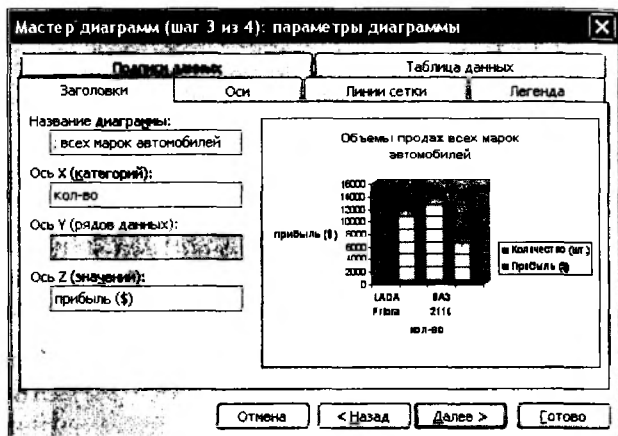 Мастер диаграмм (шаг 3 из 4): параметры диаграммы
Подписи данных
Таблица данных
Заголовки
Оси
Линии сетки
Легенда
Название диаграммы:
; всех марок автомобилей
Ось X (категорий):
кол-во
Ось Y (рядов данных):
Ось Z (значений):
прибыль ($)
Объемы продаж всех марок
автомобилей
16000
14000
12000
10000
8000
6000
4000
2000
0
прибыль ($)
LADA
Priora
ВАЗ
2110
кол-во
Количество (шт.)
Прибыль ($)
Отмена
< Назад
Далее >
Готово